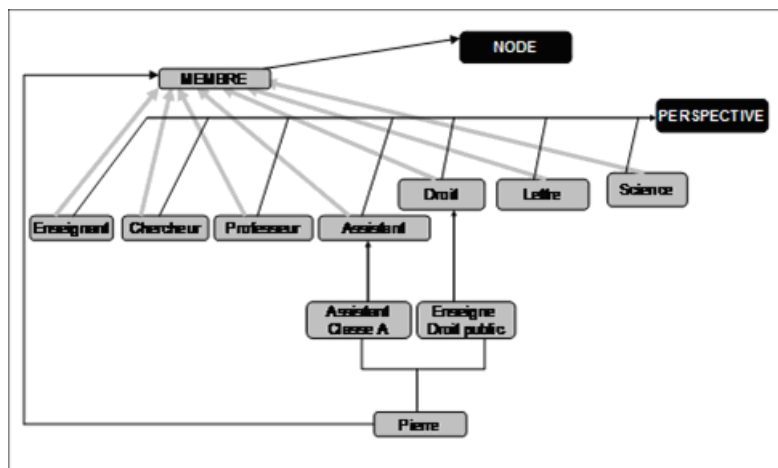 NODE
MEMBRE
PERSPECTIVE
Droit
Lettre
Science
Enseignant
Chercheur
Professeur
Assistant
Assistant
Classe A
Enseigne
Droit public
Pierre